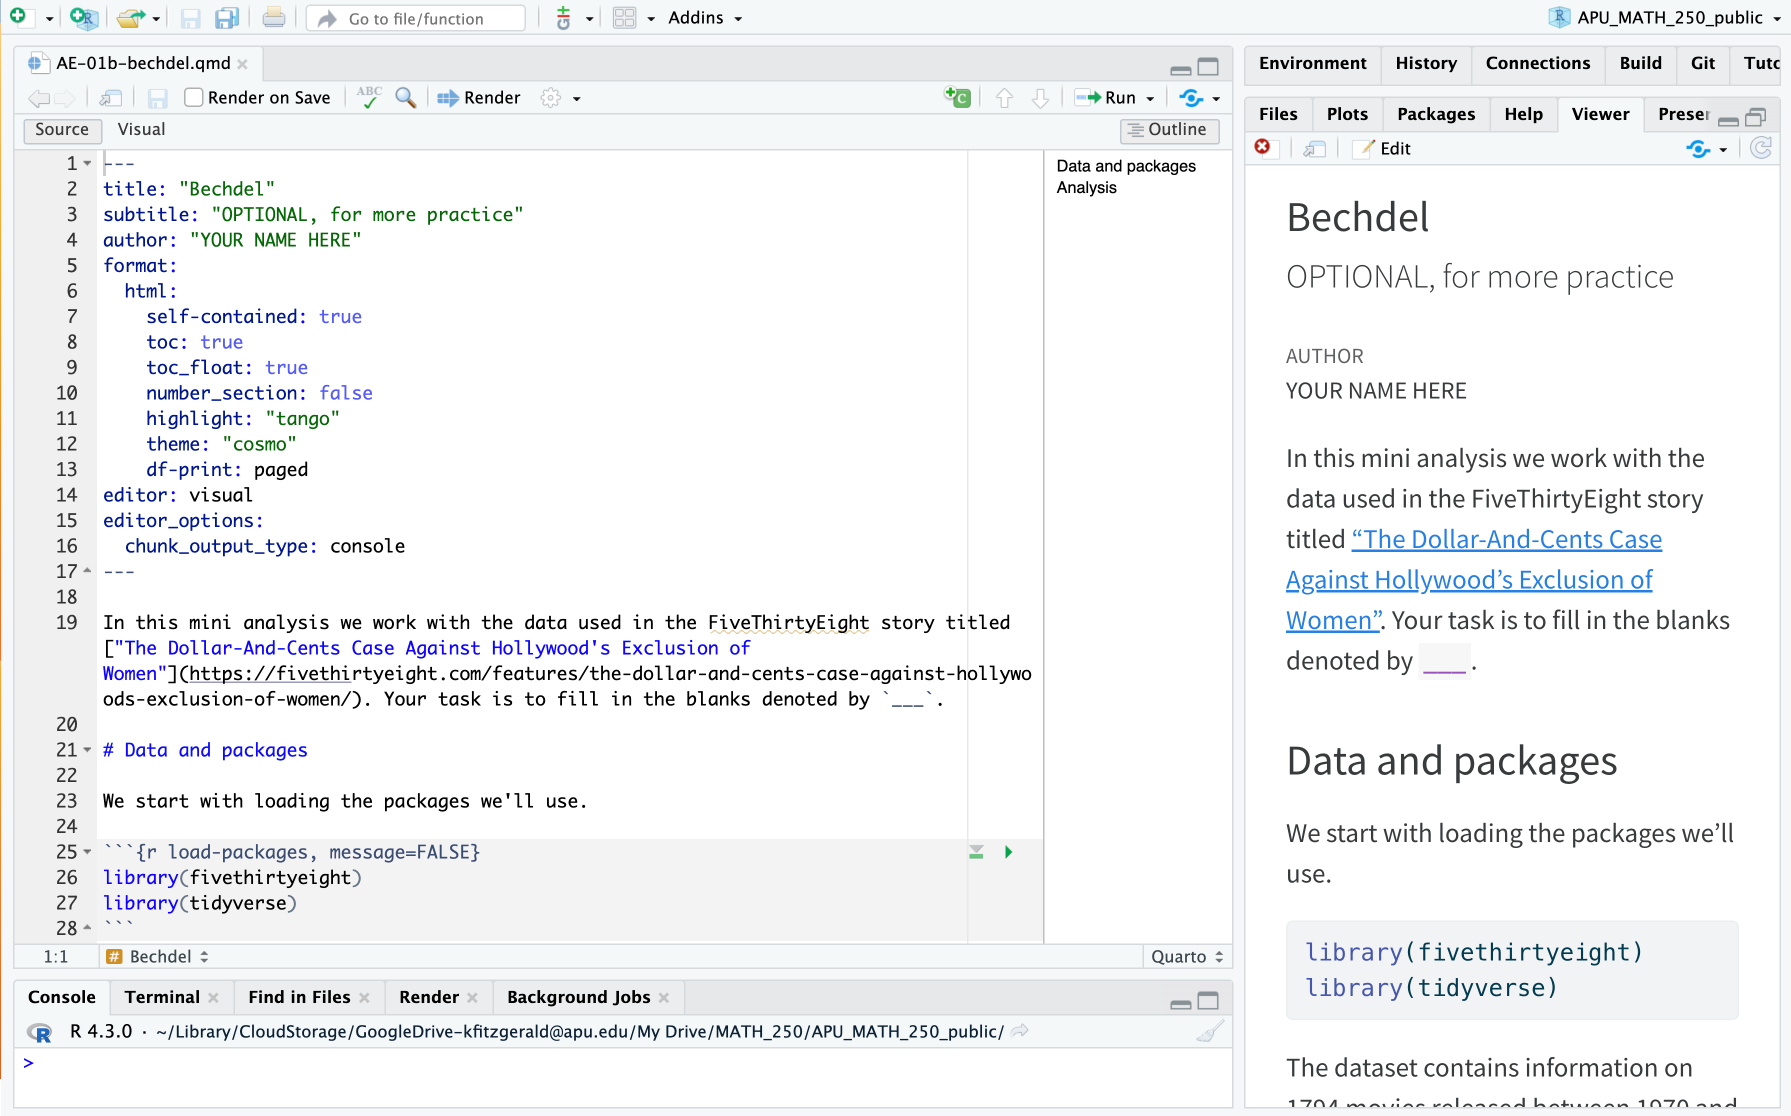 Go to file/function
Addins
APU_MATH_250_public
AE-01b-bechdel.qmd
Render on Save
ABC
Render
Run
Source Visual
Outline
1 ---
2 title: "Bechdel"
3 subtitle: "OPTIONAL, for more practice"
4 author: "YOUR NAME HERE"
5 format:
6 html:
7 self-contained: true
8 toc: true
9 toc_float: true
10 number_section: false
11 highlight: "tango"
12 theme: "cosmo"
13 df-print: paged
14 editor: visual
15 editor_options:
16 chunk_output_type: console
17 ---
18
19 In this mini analysis we work with the data used in the FiveThirtyEight story titled
["The Dollar-And-Cents Case Against Hollywood's Exclusion of
Women"](https://fivethirtyeight.com/features/the-dollar-and-cents-case-against-hollywo
ods-exclusion-of-women/). Your task is to fill in the blanks denoted by `___`.
20
21 # Data and packages
22
23 We start with loading the packages we'll use.
24
25 ```{r load-packages, message=FALSE}
26 library(fivethirtyeight)
27 library(tidyverse)
28 ```
Data and packages
Analysis
1:1 # Bechdel
Quarto
Console Terminal Find in Files Render Background Jobs
R 4.3.0 · ~/Library/CloudStorage/GoogleDrive-kfitzgerald@apu.edu/My Drive/MATH_250/APU_MATH_250_public/
>
Environment History Connections Build Git Tuto
Files Plots Packages Help Viewer Preser
Edit
Bechdel
OPTIONAL, for more practice
AUTHOR
YOUR NAME HERE
In this mini analysis we work with the
data used in the FiveThirtyEight story
titled “The Dollar-And-Cents Case
Against Hollywood’s Exclusion of
Women”. Your task is to fill in the blanks
denoted by ___.
Data and packages
We start with loading the packages we’ll
use.
library(fivethirtyeight)
library(tidyverse)
The dataset contains information on
1794 movies released between 1970 and